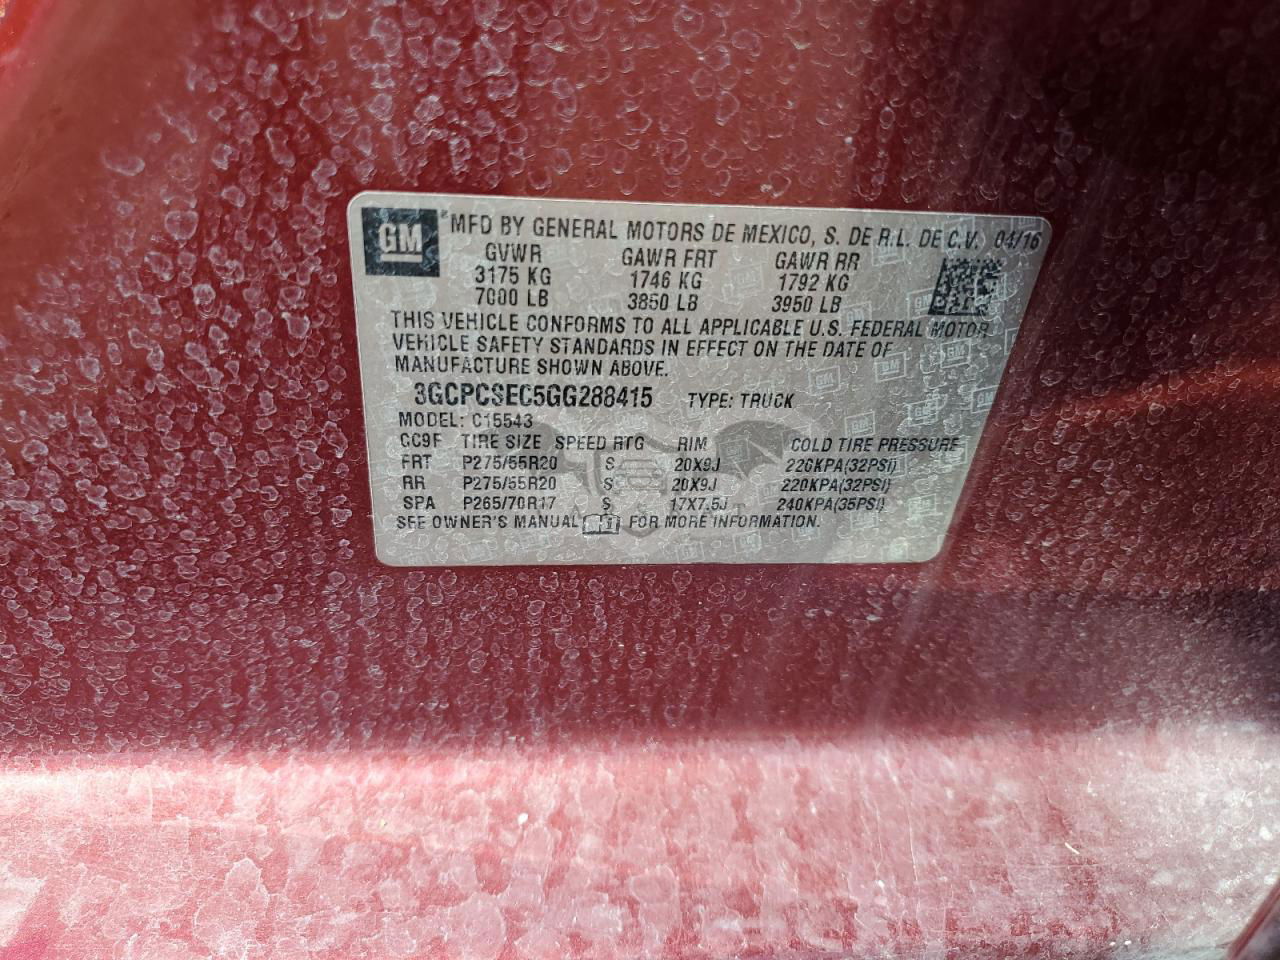 GM MFD BY GENERAL MOTORS DE MEXICO, S. DE R.L. DE C.V. 04/16
GVWR GAWR FRT GAWR RR
3175 KG 1746 KG 1792 KG
7000 LB 3850 LB 3950 LB
THIS VEHICLE CONFORMS TO ALL APPLICABLE U.S. FEDERAL MOTOR
VEHICLE SAFETY STANDARDS IN EFFECT ON THE DATE OF
MANUFACTURE SHOWN ABOVE.
3GCPCSEC5GG288415 TYPE: TRUCK
MODEL: C15543
CC9F TIRE SIZE SPEED RTG RIM COLD TIRE PRESSURE
FRT P275/55R20 S 20X9J 220KPA(32PSI)
RR P275/55R20 S 20X9J 220KPA(32PSI)
SPA P265/70R17 S 17X7.5J 240KPA(35PSI)
SEE OWNER'S MANUAL FOR MORE INFORMATION.